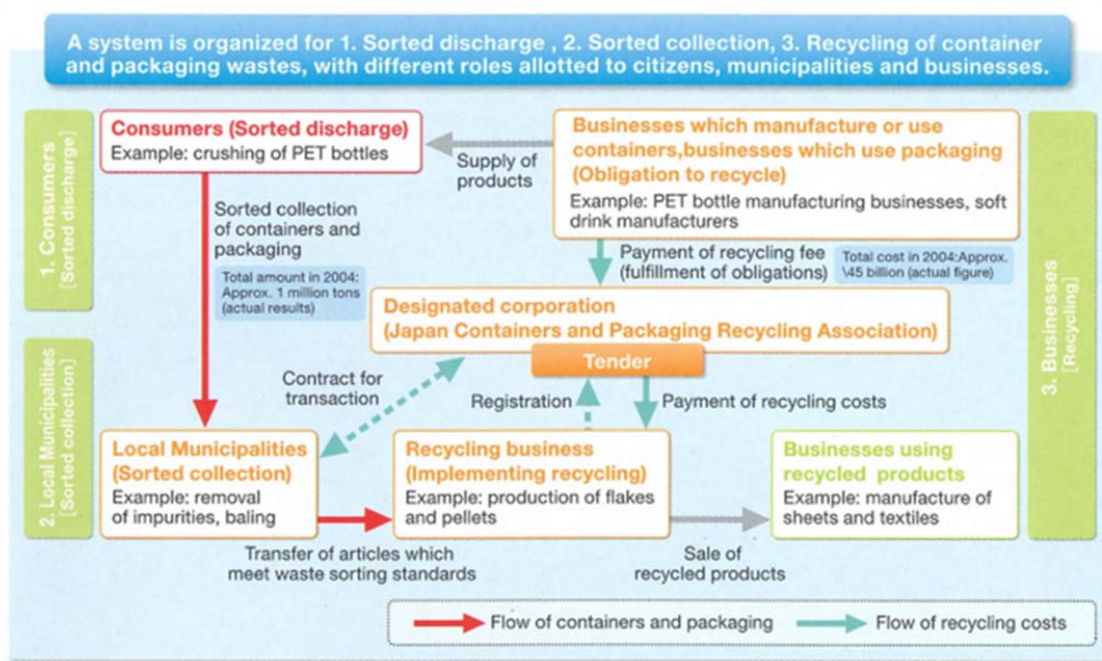 A system is organized for 1. Sorted discharge , 2. Sorted collection, 3. Recycling of container
and packaging wastes, with different roles allotted to citizens, municipalities and businesses.
1. Consumers
[Sorted discharge]
Consumers (Sorted discharge)
Example: crushing of PET bottles
Supply of
products
Businesses which manufacture or use
containers,businesses which use packaging
(Obligation to recycle)
Example: PET bottle manufacturing businesses, soft
drink manufacturers
3. Businesses
[Recycling]
Sorted collection
of containers and
packaging
Total amount in 2004:
Approx. 1 million tons
(actual results)
Payment of recycling fee
(fulfillment of obligations)
Total cost in 2004:Approx.
\45 billion (actual figure)
Designated corporation
(Japan Containers and Packaging Recycling Association)
Tender
2. Local Municipalities
[Sorted collection]
Contract for
transaction
Registration
Payment of recycling costs
Local Municipalities
(Sorted collection)
Example: removal
of impurities, baling
Recycling business
(Implementing recycling)
Example: production of flakes
and pellets
Businesses using
recycled products
Example: manufacture of
sheets and textiles
Transfer of articles which
meet waste sorting standards
Sale of
recycled products
Flow of containers and packaging
Flow of recycling costs